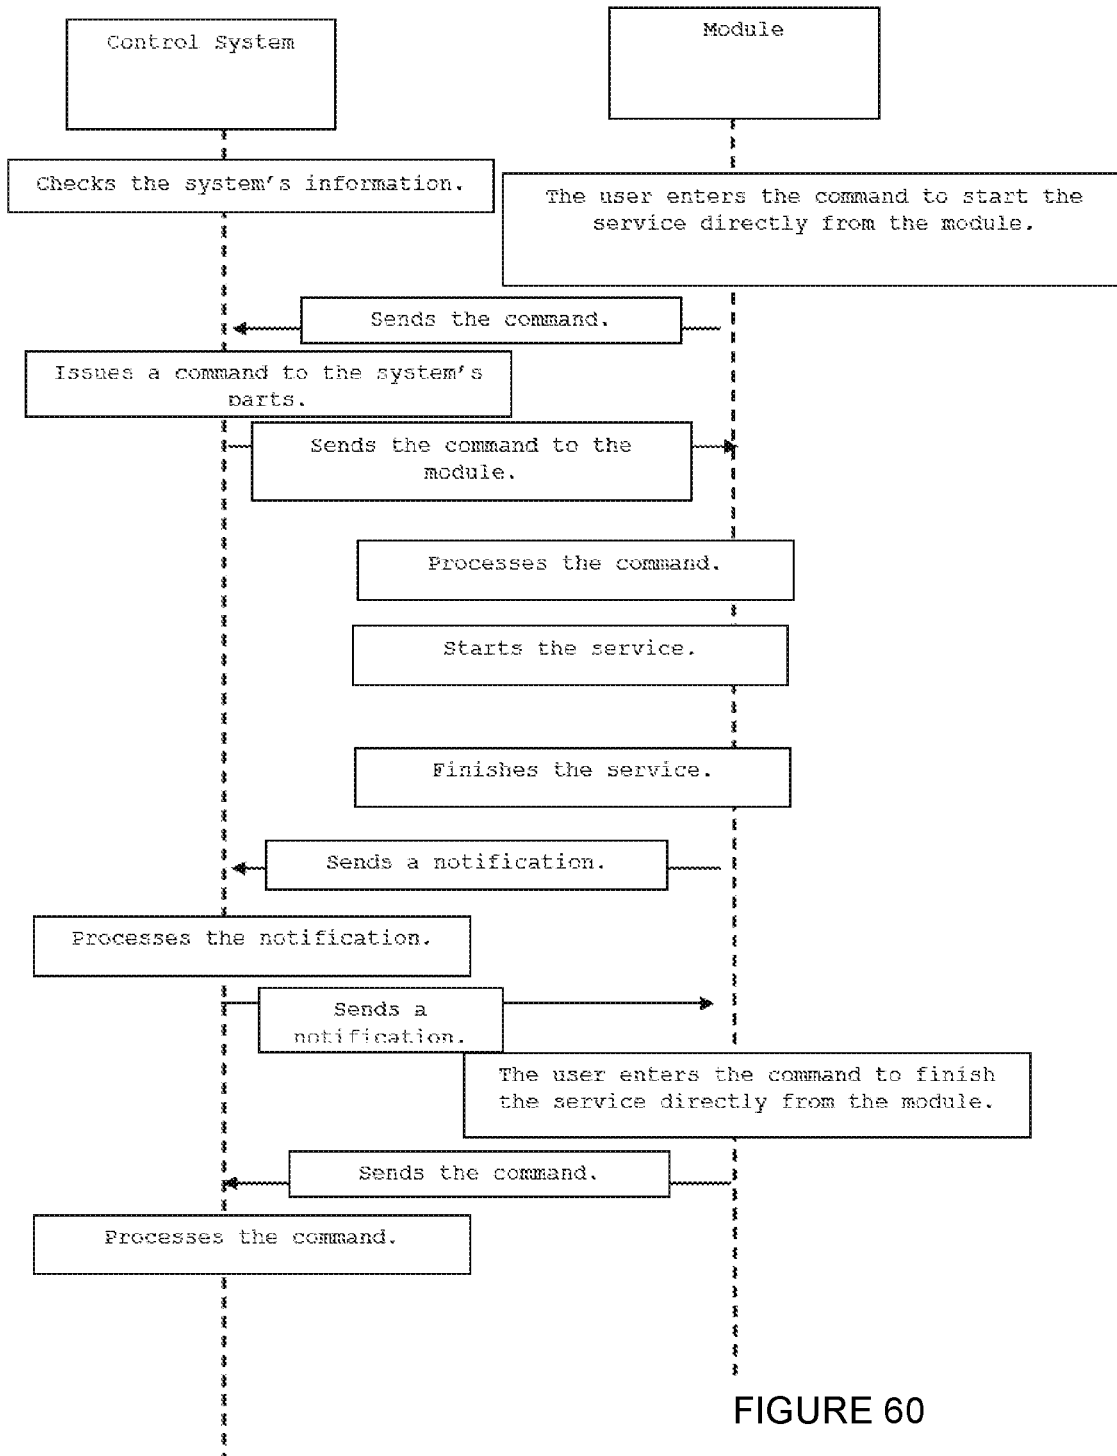 Control System
Module
Checks the system's information.
The user enters the command to start the
service directly from the module.
Sends the command.
Issues a command to the system's
parts.
Sends the command to the
module.
Processes the command.
Starts the service.
Finishes the service.
Sends a notification.
Processes the notification.
Sends a
notification.
The user enters the command to finish
the service directly from the module.
Sends the command.
Processes the command.
FIGURE 60